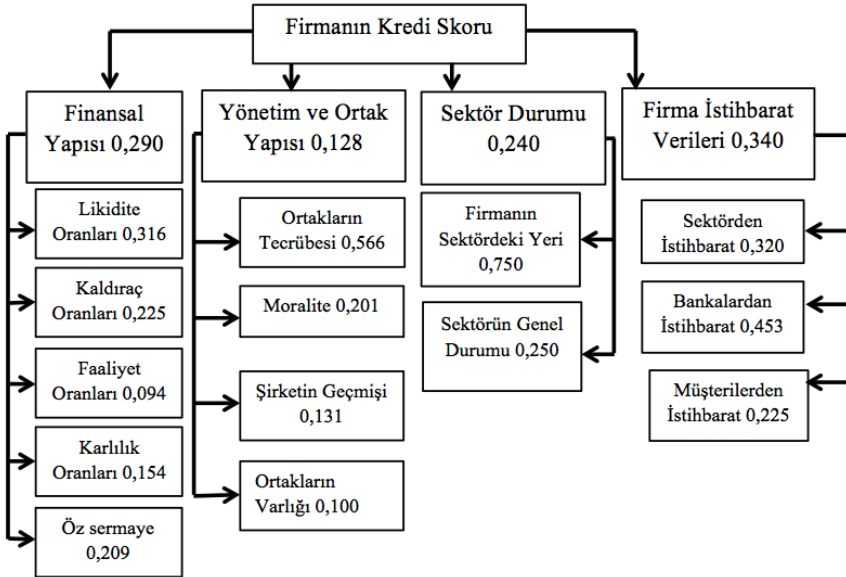 Firmanın Kredi Skoru
Finansal
Yapısı 0,290
Likidite
Oranları 0,316
Kaldıraç
Oranları 0,225
Faaliyet
Oranları 0,094
Karlılık
Oranları 0,154
Öz sermaye
0,209
Yönetim ve Ortak
Yapısı 0,128
Ortakların
Tecrübesi 0,566
Moralite 0,201
Şirketin Geçmişi
0,131
Ortakların
Varlığı 0,100
Sektör Durumu
0,240
Firmanın
Sektördeki Yeri
0,750
Sektörün Genel
Durumu 0,250
Firma İstihbarat
Verileri 0,340
Sektörden
İstihbarat 0,320
Bankalardan
İstihbarat 0,453
Müşterilerden
İstihbarat 0,225